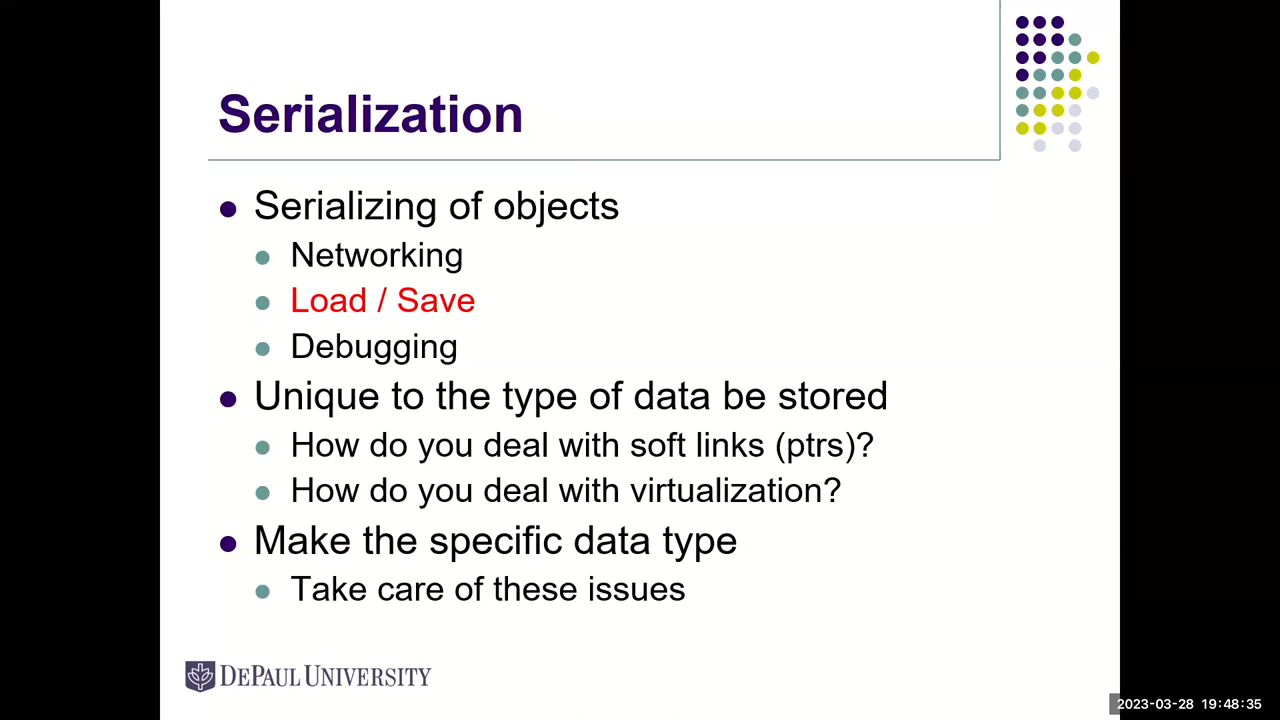 Serialization
Serializing of objects
Networking
Load / Save
Debugging
Unique to the type of data be stored
How do you deal with soft links (ptrs)?
How do you deal with virtualization?
Make the specific data type
Take care of these issues
DEPAUL UNIVERSITY
2023-03-28 19:48:35